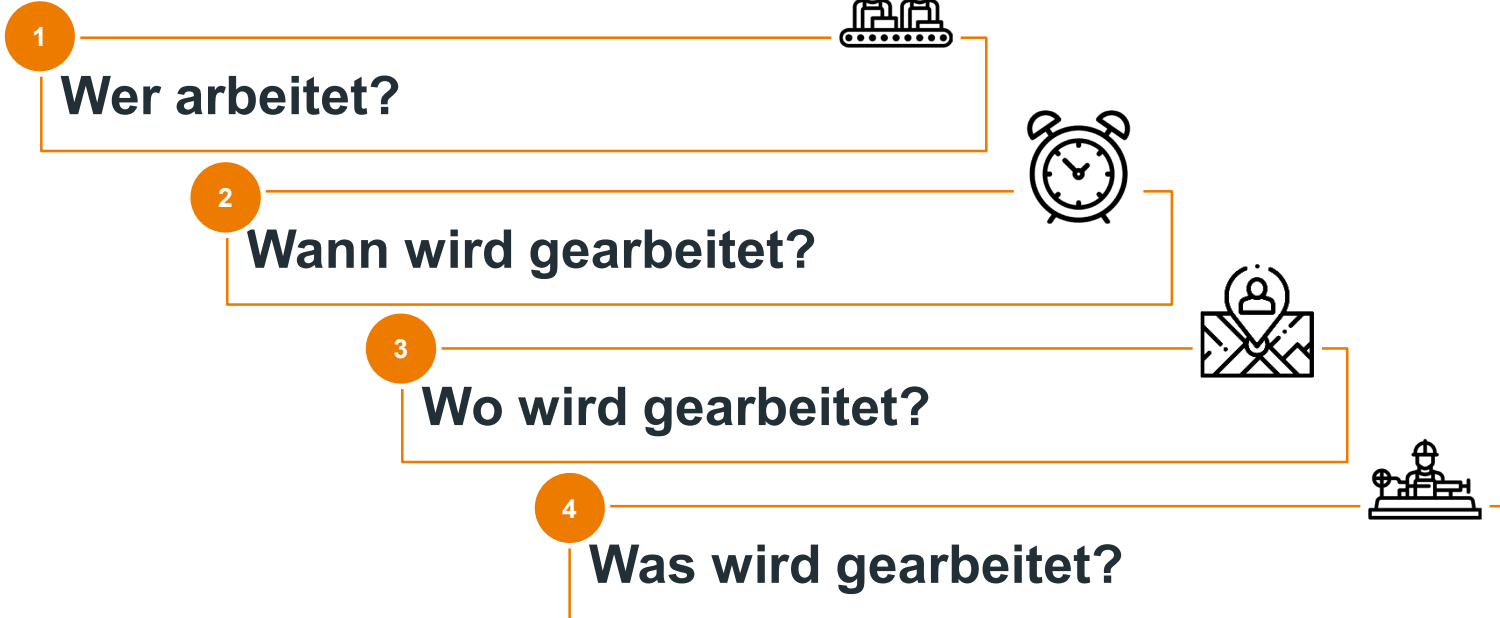 1
Wer arbeitet?
2
Wann wird gearbeitet?
3
Wo wird gearbeitet?
4
Was wird gearbeitet?